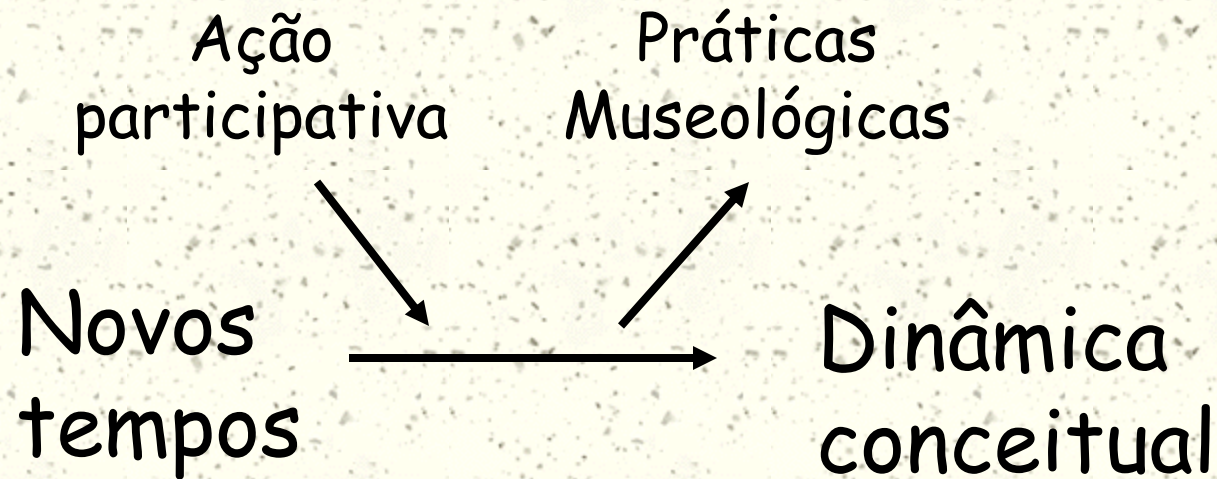 Ação
participativa
Práticas
Museológicas
Novos
tempos
Dinâmica
conceitual